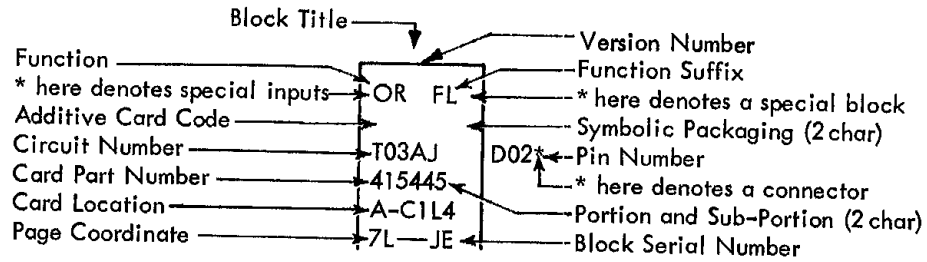 Block Title
Version Number
Function
Function Suffix
* here denotes special inputs
OR FL
* here denotes a special block
Additive Card Code
Symbolic Packaging (2 char)
Circuit Number
T03AJ
D02*
Pin Number
Card Part Number
415445
* here denotes a connector
Card Location
A-C1L4
Portion and Sub-Portion (2 char)
Page Coordinate
7L—JE
Block Serial Number